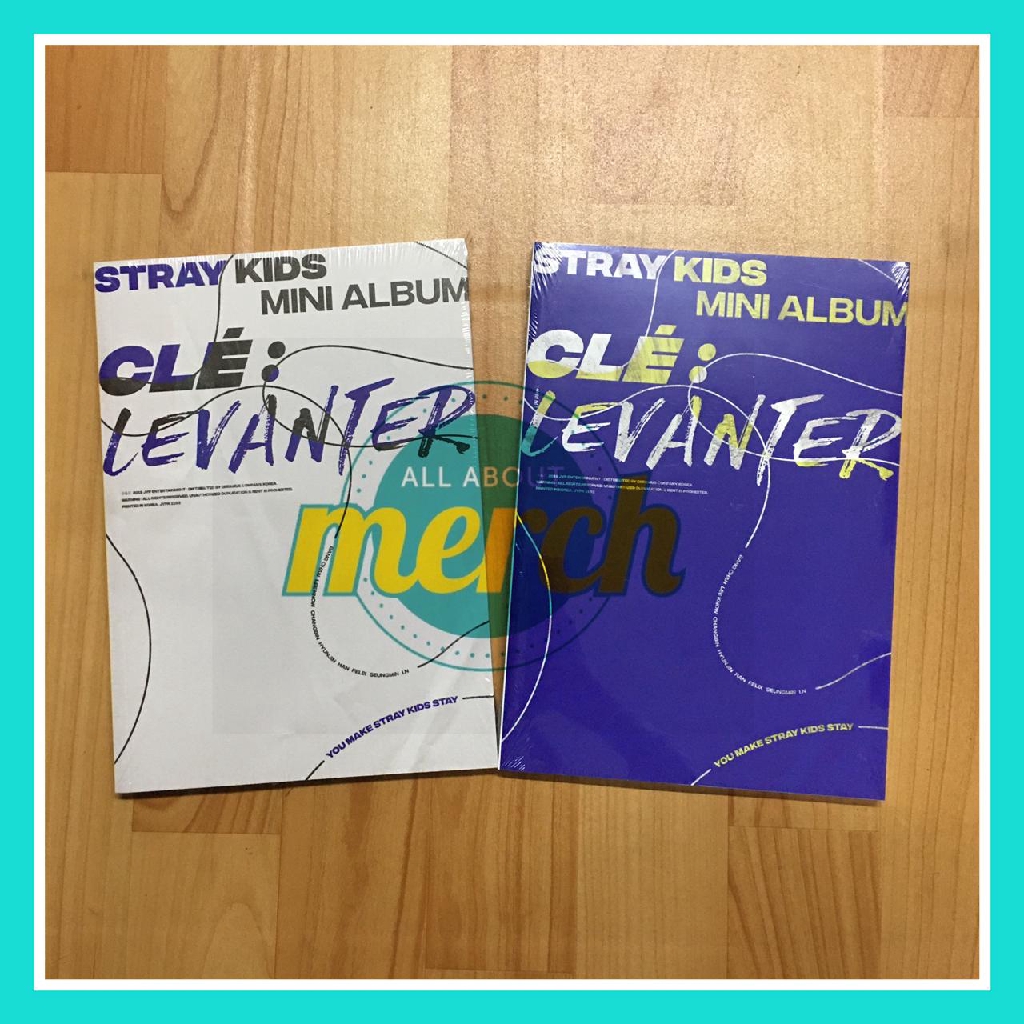 STRAY KIDS
MINI ALBUM
CLÉ :
LEVANTER
YOU MAKE STRAY KIDS STAY
STRAY KIDS
MINI ALBUM
CLÉ :
LEVANTER
YOU MAKE STRAY KIDS STAY
ALL ABOUT
merch